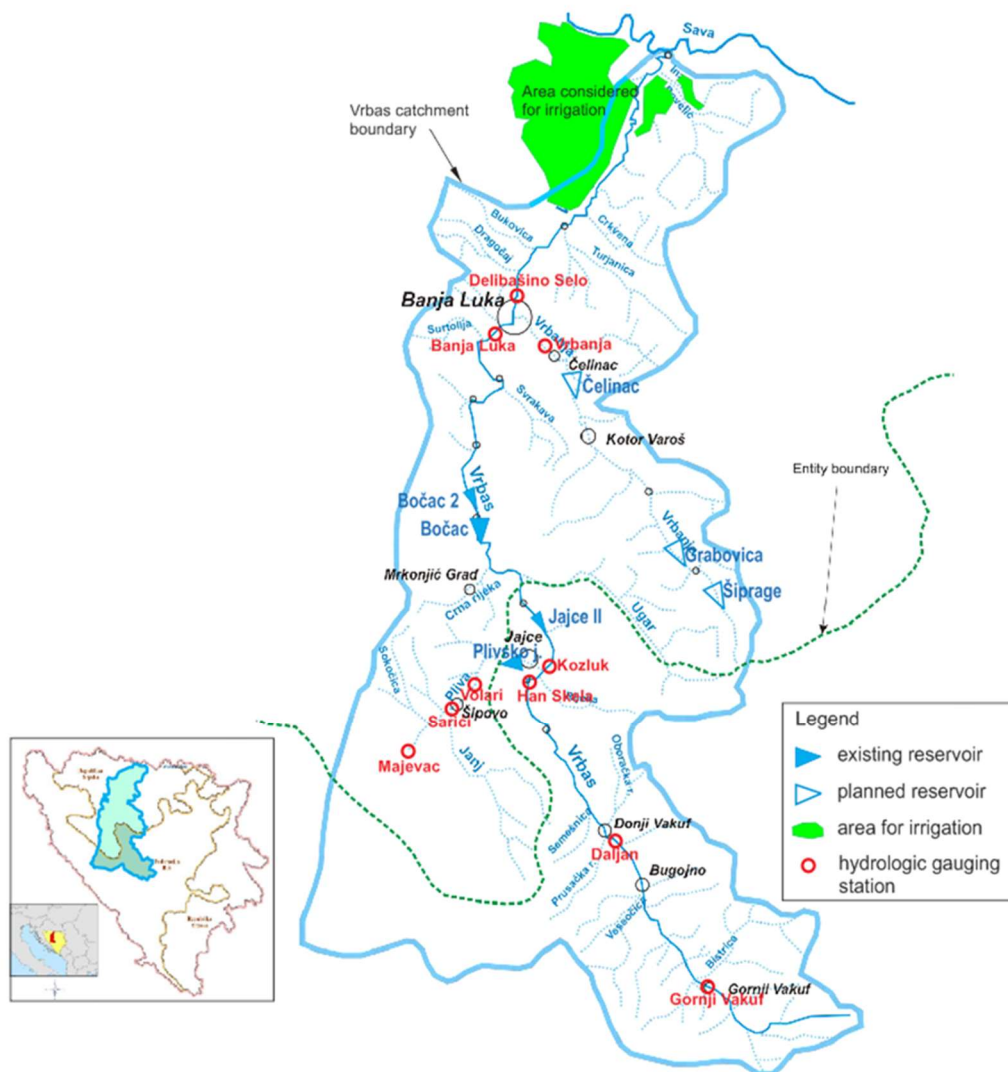 Sava
Area considered
for irrigation
Vrbas catchment
boundary
Bukovica
Dragočaj
Crkvena
Turjanica
Delibašino Selo
Banja Luka
Surtolija
Banja Luka
Vrbanja
Vrbanja
Čelinac
Čelinac
Svrakava
Kotor Varoš
Entity boundary
Vrbas
Bočac 2
Bočac
Vrbanja
Grabovica
Šiprage
Mrkonjić Grad
Crna rijeka
Ugar
Jajce II
Jajce
Plivsko j.
Kozluk
Sokočica
Pliva
Volari
Han Skela
Sarići
Šipovo
Majevac
Janj
Vrbas
Oboračka r.
Semešnica
Donji Vakuf
Daljan
Prusačka r.
Bugojno
Veseočica
Bistrica
Gornji Vakuf
Gornji Vakuf
Legend
existing reservoir
planned reservoir
area for irrigation
hydrologic gauging
station